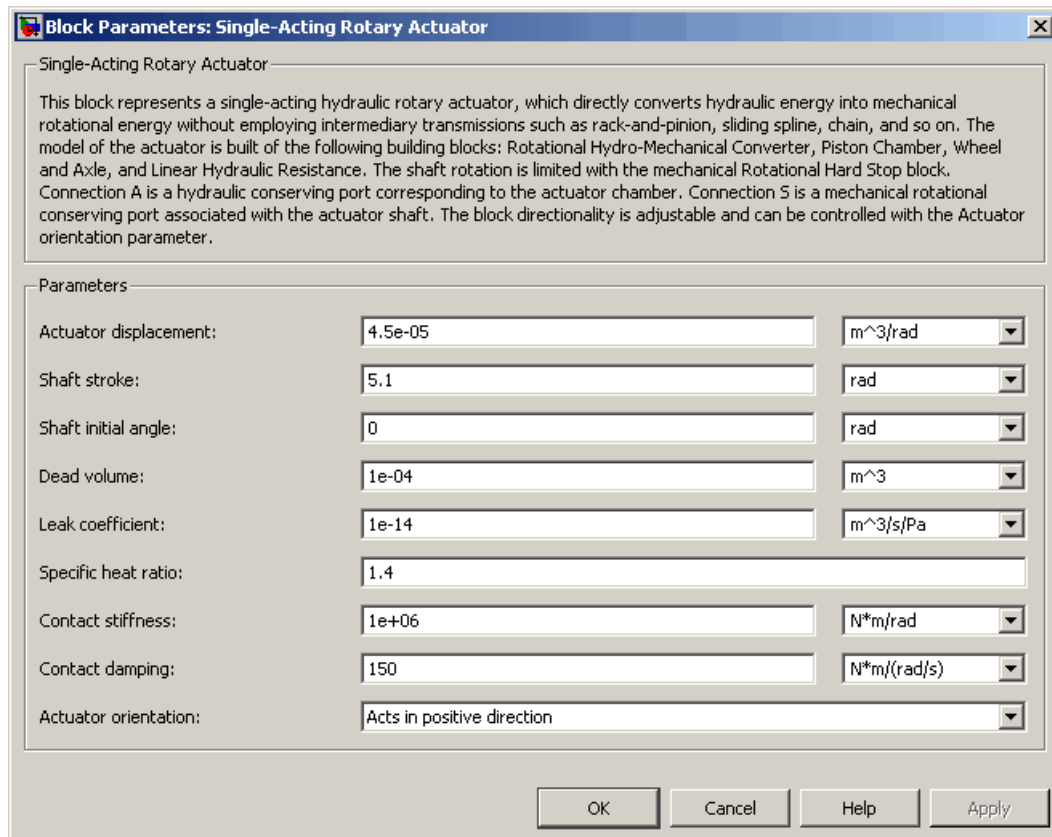 Block Parameters: Single-Acting Rotary Actuator
Single-Acting Rotary Actuator
This block represents a single-acting hydraulic rotary actuator, which directly converts hydraulic energy into mechanical
rotational energy without employing intermediary transmissions such as rack-and-pinion, sliding spline, chain, and so on. The
model of the actuator is built of the following building blocks: Rotational Hydro-Mechanical Converter, Piston Chamber, Wheel
and Axle, and Linear Hydraulic Resistance. The shaft rotation is limited with the mechanical Rotational Hard Stop block.
Connection A is a hydraulic conserving port corresponding to the actuator chamber. Connection S is a mechanical rotational
conserving port associated with the actuator shaft. The block directionality is adjustable and can be controlled with the Actuator
orientation parameter.
Parameters
Actuator displacement: 4.5e-05 m^3/rad
Shaft stroke: 5.1 rad
Shaft initial angle: 0 rad
Dead volume: 1e-04 m^3
Leak coefficient: 1e-14 m^3/s/Pa
Specific heat ratio: 1.4
Contact stiffness: 1e+06 N*m/rad
Contact damping: 150 N*m/(rad/s)
Actuator orientation: Acts in positive direction
OK Cancel Help Apply